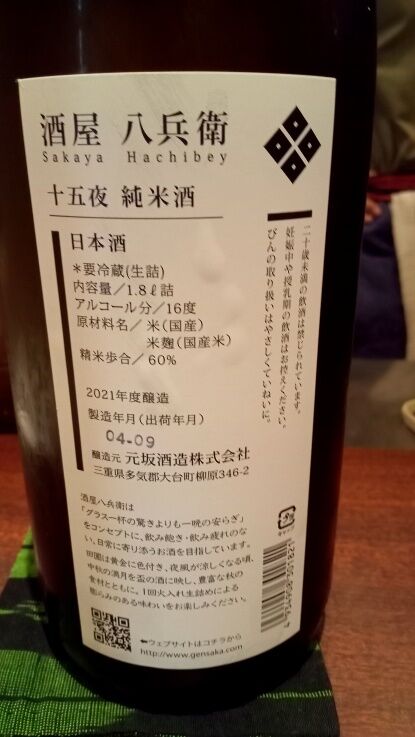 酒屋 八兵衛
Sakaya Hachibey
十五夜 純米酒
日本酒
＊要冷蔵(生詰)
内容量／1.8ℓ詰
アルコール分／16度
原材料名／米(国産)
米麹(国産米)
精米歩合／60%
2021年度醸造
製造年月(出荷年月)
04.09
醸造元 元坂酒造株式会社
三重県多気郡大台町柳原346-2
二十歳未満の飲酒は禁じられています。
妊娠中や授乳期の飲酒はお控えください。
びんの取り扱いはやさしくていねいに。
酒屋八兵衛は
「グラス一杯の驚きよりも一晩の安らぎ」
をコンセプトに、飲み飽き・飲み疲れのな
い、日常に寄り添うお酒を目指しています。
田園は黄金に色付き、夜風が涼しくなる頃、
中秋の満月を盃の酒に映し、豊富な秋の
食材とともに。1回火入れ生詰めによる
膨らみのある味わいをお楽しみください。
⬅ウェブサイトはコチラから
http://www.gensaka.com